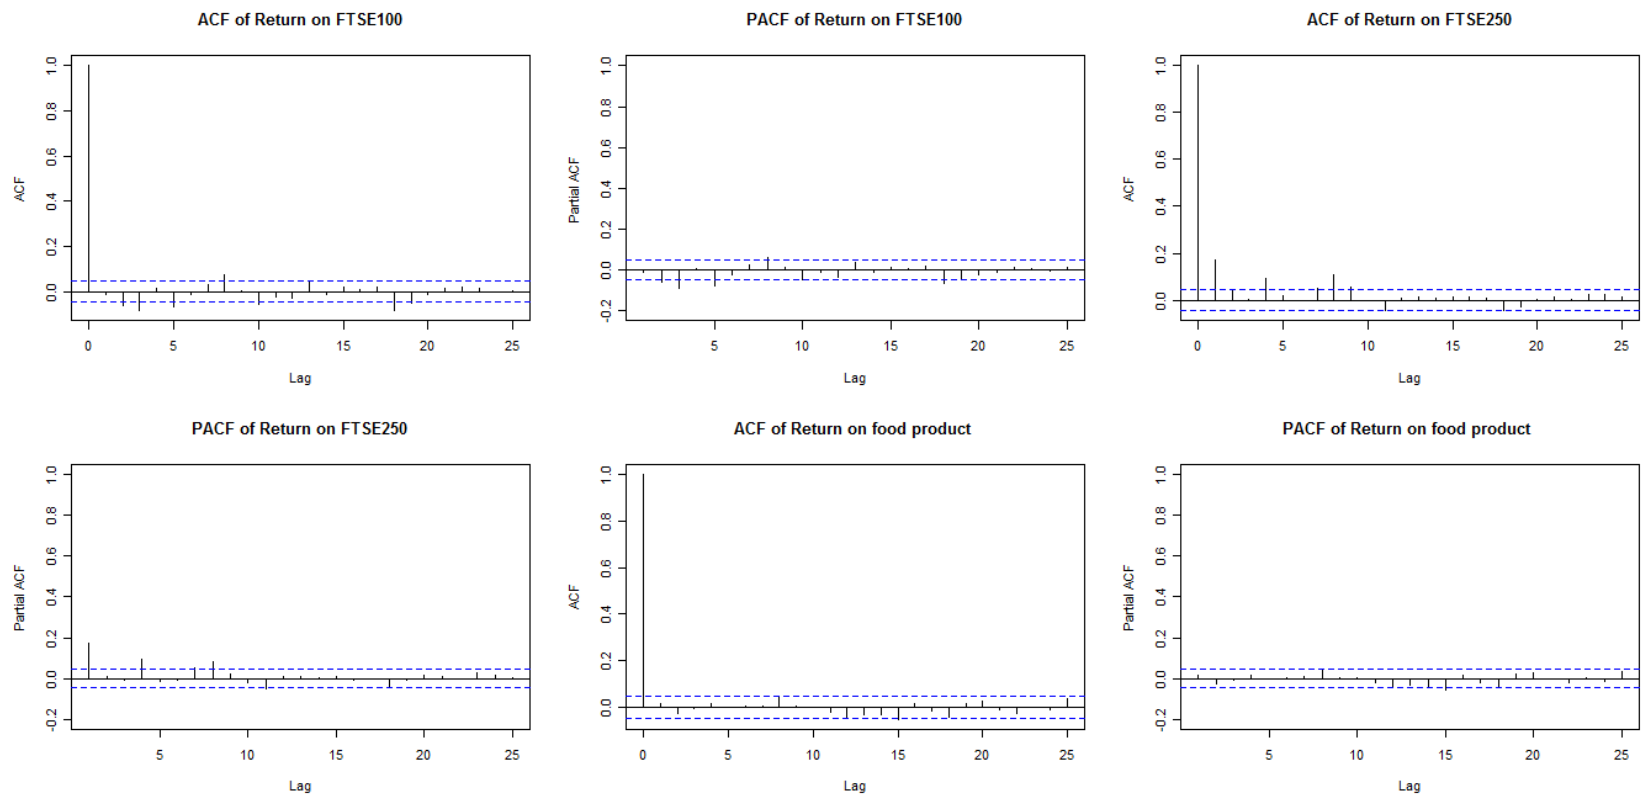 ACF of Return on FTSE100
ACF
1.0
0.8
0.6
0.4
0.2
0.0
0 5 10 15 20 25
Lag
PACF of Return on FTSE100
Partial ACF
1.0
0.8
0.6
0.4
0.2
0.0
-0.2
5 10 15 20 25
Lag
ACF of Return on FTSE250
ACF
1.0
0.8
0.6
0.4
0.2
0.0
0 5 10 15 20 25
Lag
PACF of Return on FTSE250
Partial ACF
1.0
0.8
0.6
0.4
0.2
0.0
-0.2
5 10 15 20 25
Lag
ACF of Return on food product
ACF
1.0
0.8
0.6
0.4
0.2
0.0
0 5 10 15 20 25
Lag
PACF of Return on food product
Partial ACF
1.0
0.8
0.6
0.4
0.2
0.0
-0.2
5 10 15 20 25
Lag